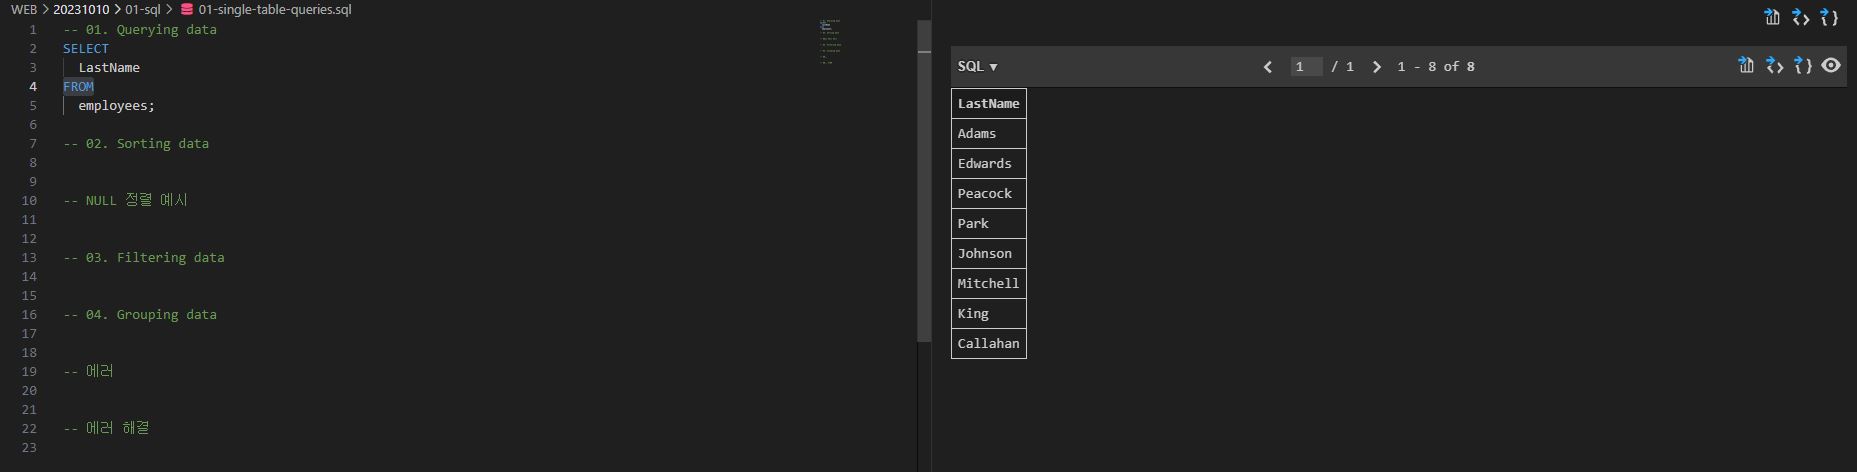 WEB > 20231010 > 01-sql > 01-single-table-queries.sql
1 -- 01. Querying data
2 SELECT
3 LastName
4 FROM
5 employees;
6
7 -- 02. Sorting data
8
9
10 -- NULL 정렬 예시
11
12
13 -- 03. Filtering data
14
15
16 -- 04. Grouping data
17
18
19 -- 에러
20
21
22 -- 에러 해결
23
SQL ▾ < 1 / 1 > 1 - 8 of 8
LastName
Adams
Edwards
Peacock
Park
Johnson
Mitchell
King
Callahan